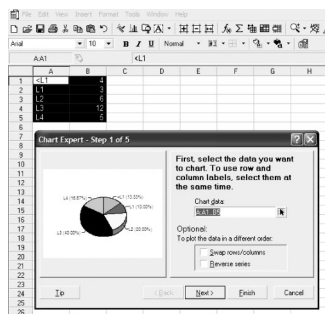 File Edit View Insert Format Tools Window Help
Arial 10 B I U Normal
A:A1 <L1
A B C D E F G H
1 <L1 4
2 L1 3
3 L2 6
4 L3 12
5 L4 5
6
7
8
9
10
11
12
13
14
15
16
17
18
19
20
21
22
23
24
25
26
Chart Expert - Step 1 of 5
First, select the data you want
to chart. To use row and
column labels, select them at
the same time.
Chart data:
A:A1..B5
Optional:
To plot the data in a different order:
Swap rows/columns
Reverse series
L4 (16.67%)
<L1 (13.33%)
L1 (10.00%)
L2 (20.00%)
L3 (40.00%)
Tip < Back Next > Finish Cancel